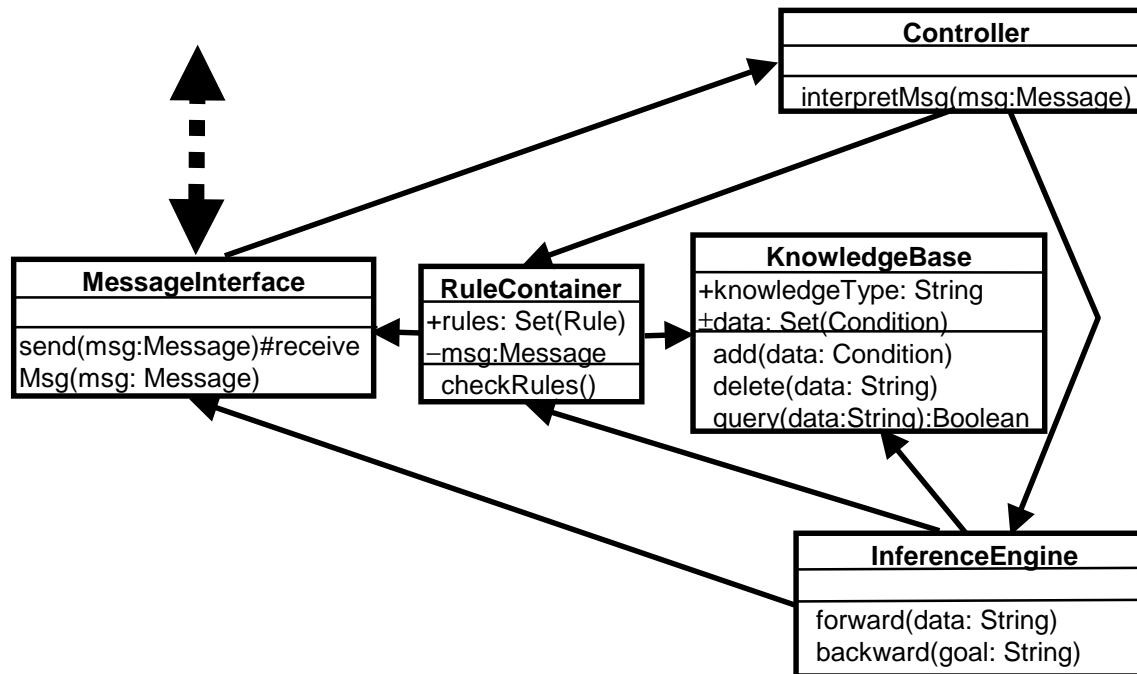 Controller
interpretMsg(msg:Message)
MessageInterface
send(msg:Message)#receive
Msg(msg: Message)
RuleContainer
+rules: Set(Rule)
–msg:Message
checkRules()
KnowledgeBase
+knowledgeType: String
±data: Set(Condition)
add(data: Condition)
delete(data: String)
query(data:String):Boolean
InferenceEngine
forward(data: String)
backward(goal: String)